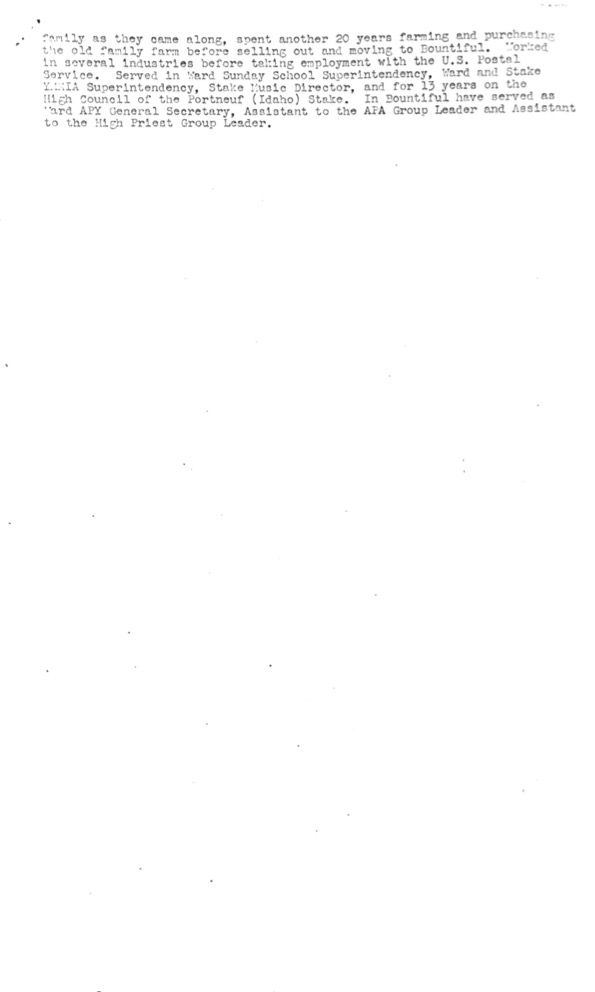 family as they came along, spent another 20 years farming and purchasing
the old family farm before selling out and moving to Bountiful. Worked
in several industries before taking employment with the U.S. Postal
Service. Served in Ward Sunday School Superintendency, Ward and Stake
YMMIA Superintendency, Stake Music Director, and for 13 years on the
High Council of the Portneuf (Idaho) Stake. In Bountiful have served as
Ward APY General Secretary, Assistant to the APA Group Leader and Assistant
to the High Priest Group Leader.